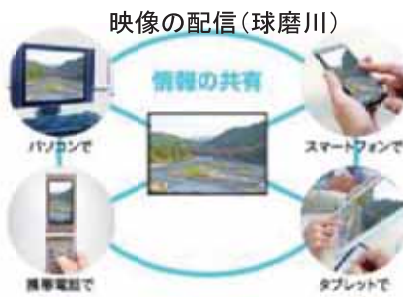 映像の配信（球磨川）
情報の共有
パソコンで
スマートフォンで
携帯電話で
タブレットで